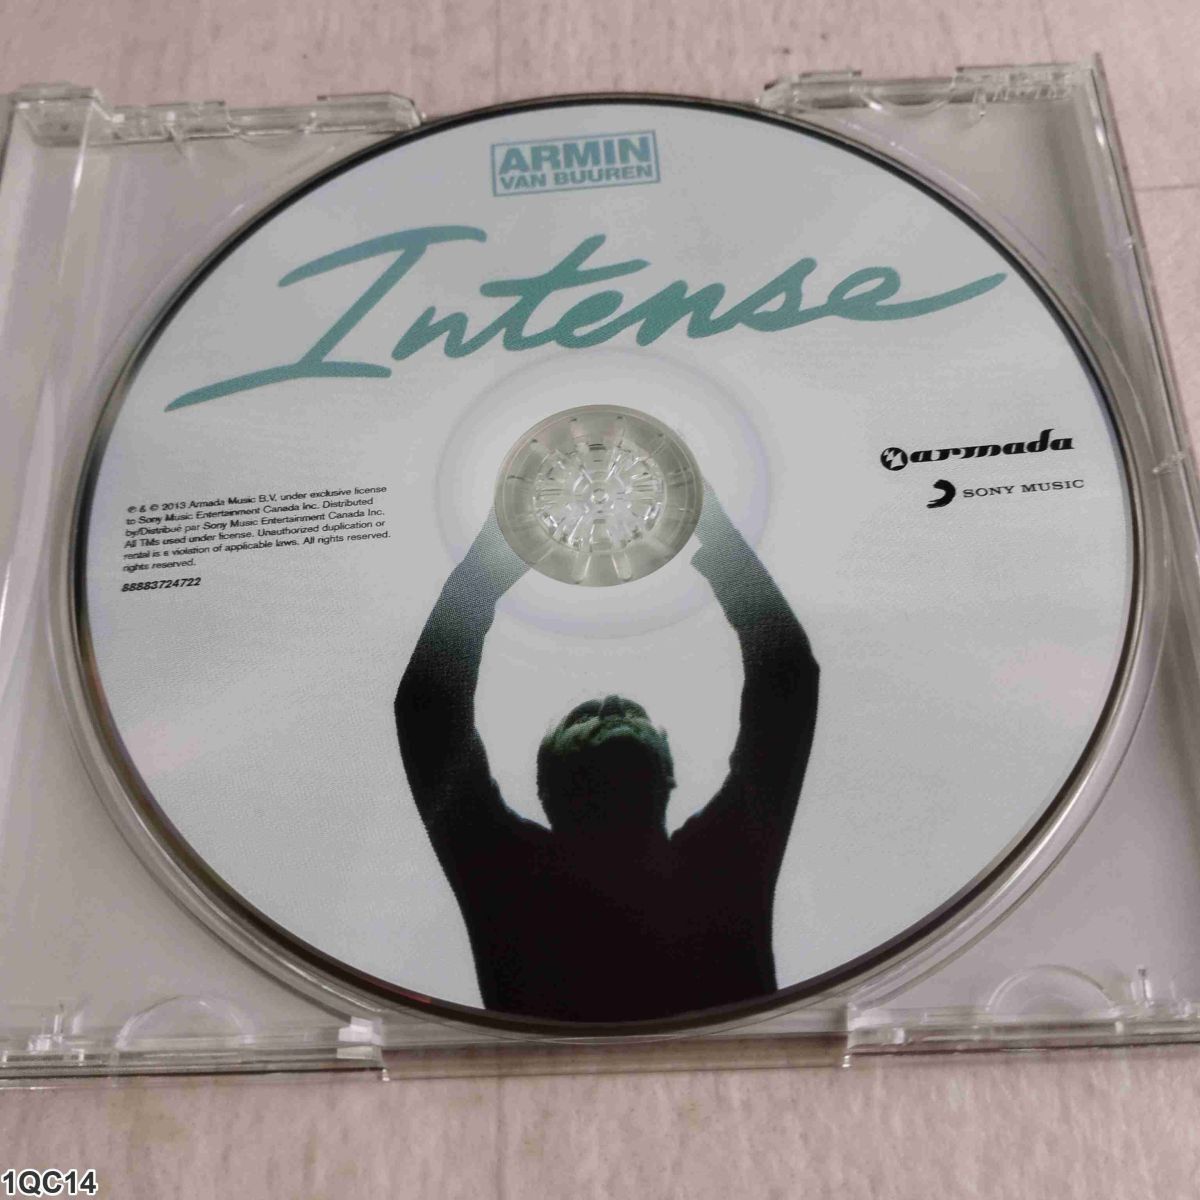 ARMIN
VAN BUUREN
Intense
armada
SONY MUSIC
℗ & © 2013 Armada Music B.V. under exclusive license
to Sony Music Entertainment Canada Inc. Distributed
by/Distribué par Sony Music Entertainment Canada Inc.
All TMs used under license. Unauthorized duplication or
rental is a violation of applicable laws. All rights reserved.
rights reserved.
88883724722
1QC14